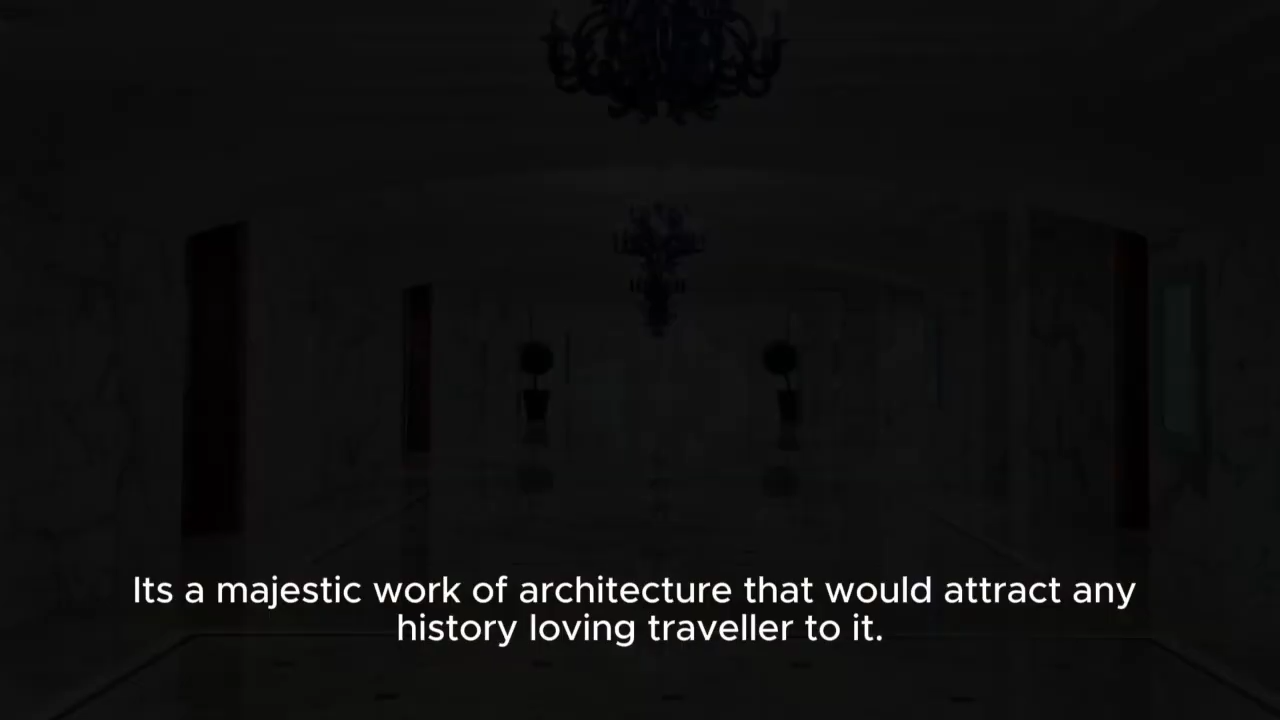 Its a majestic work of architecture that would attract any
history loving traveller to it.